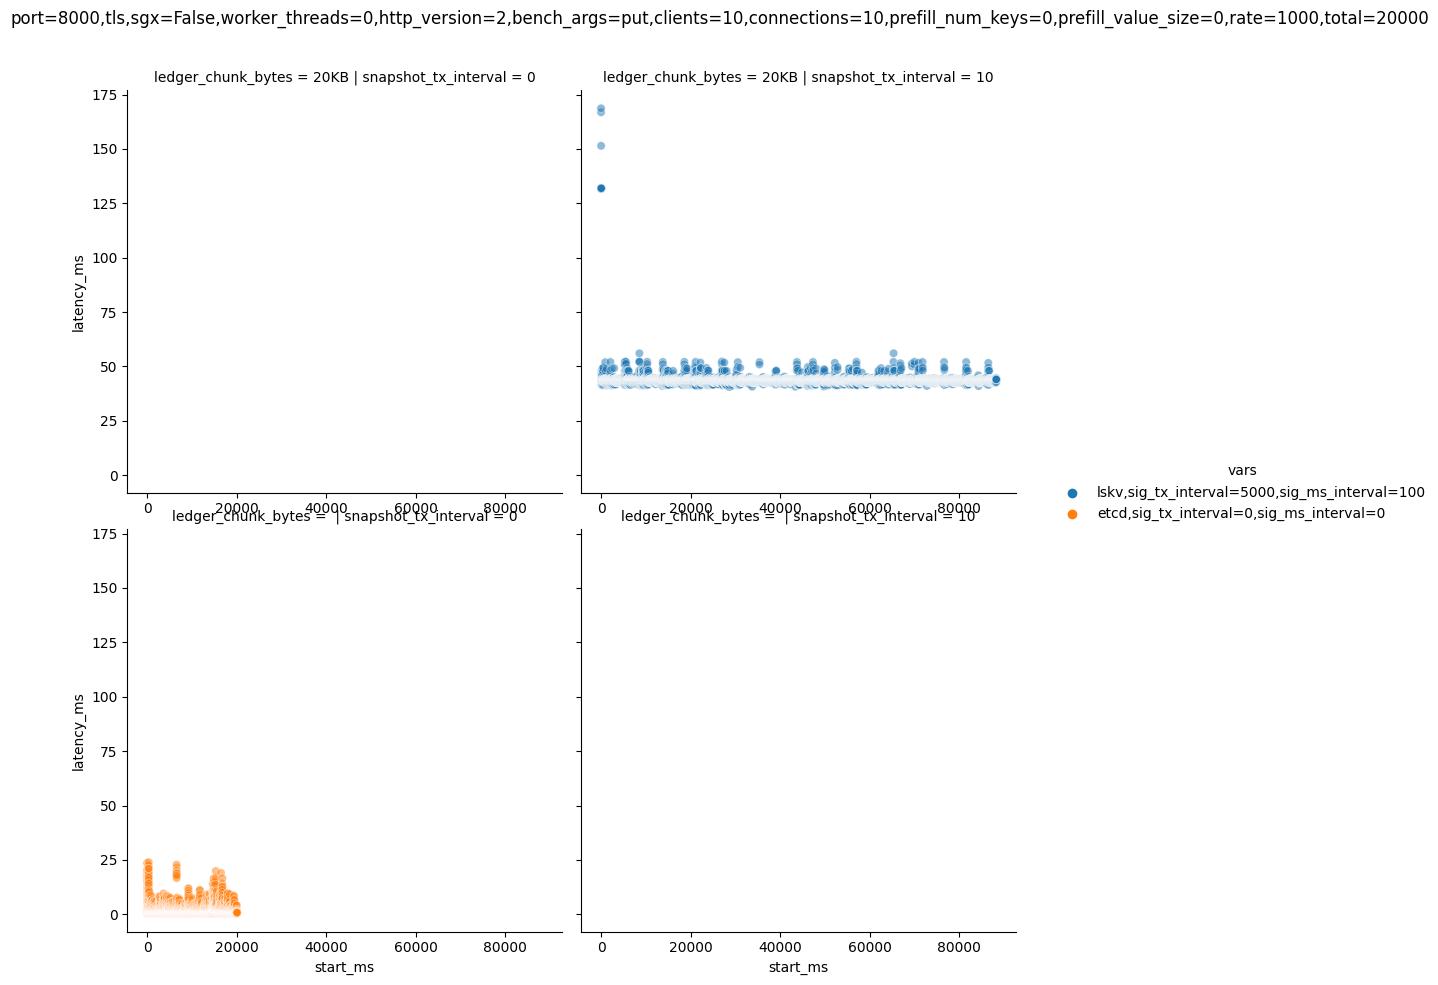 port=8000,tls,sgx=False,worker_threads=0,http_version=2,bench_args=put,clients=10,connections=10,prefill_num_keys=0,prefill_value_size=0,rate=1000,total=20000
ledger_chunk_bytes = 20KB | snapshot_tx_interval = 0
ledger_chunk_bytes = 20KB | snapshot_tx_interval = 10
175
150
125
100
75
50
25
0
latency_ms
0 20000 40000 60000 80000
0 20000 40000 60000 80000
vars
lskv,sig_tx_interval=5000,sig_ms_interval=100
etcd,sig_tx_interval=0,sig_ms_interval=0
ledger_chunk_bytes =  | snapshot_tx_interval = 0
ledger_chunk_bytes =  | snapshot_tx_interval = 10
175
150
125
100
75
50
25
0
latency_ms
0 20000 40000 60000 80000
start_ms
0 20000 40000 60000 80000
start_ms